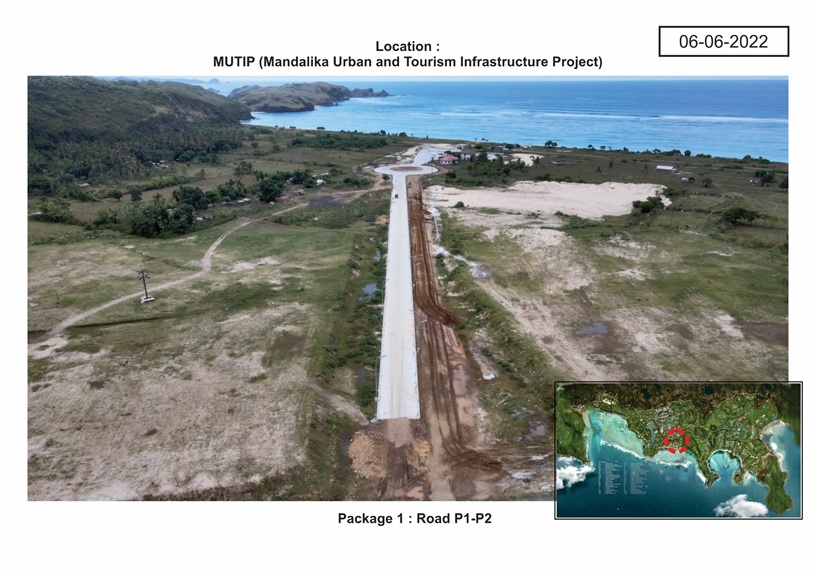 Location :
MUTIP (Mandalika Urban and Tourism Infrastructure Project)
06-06-2022
Package 1 : Road P1-P2